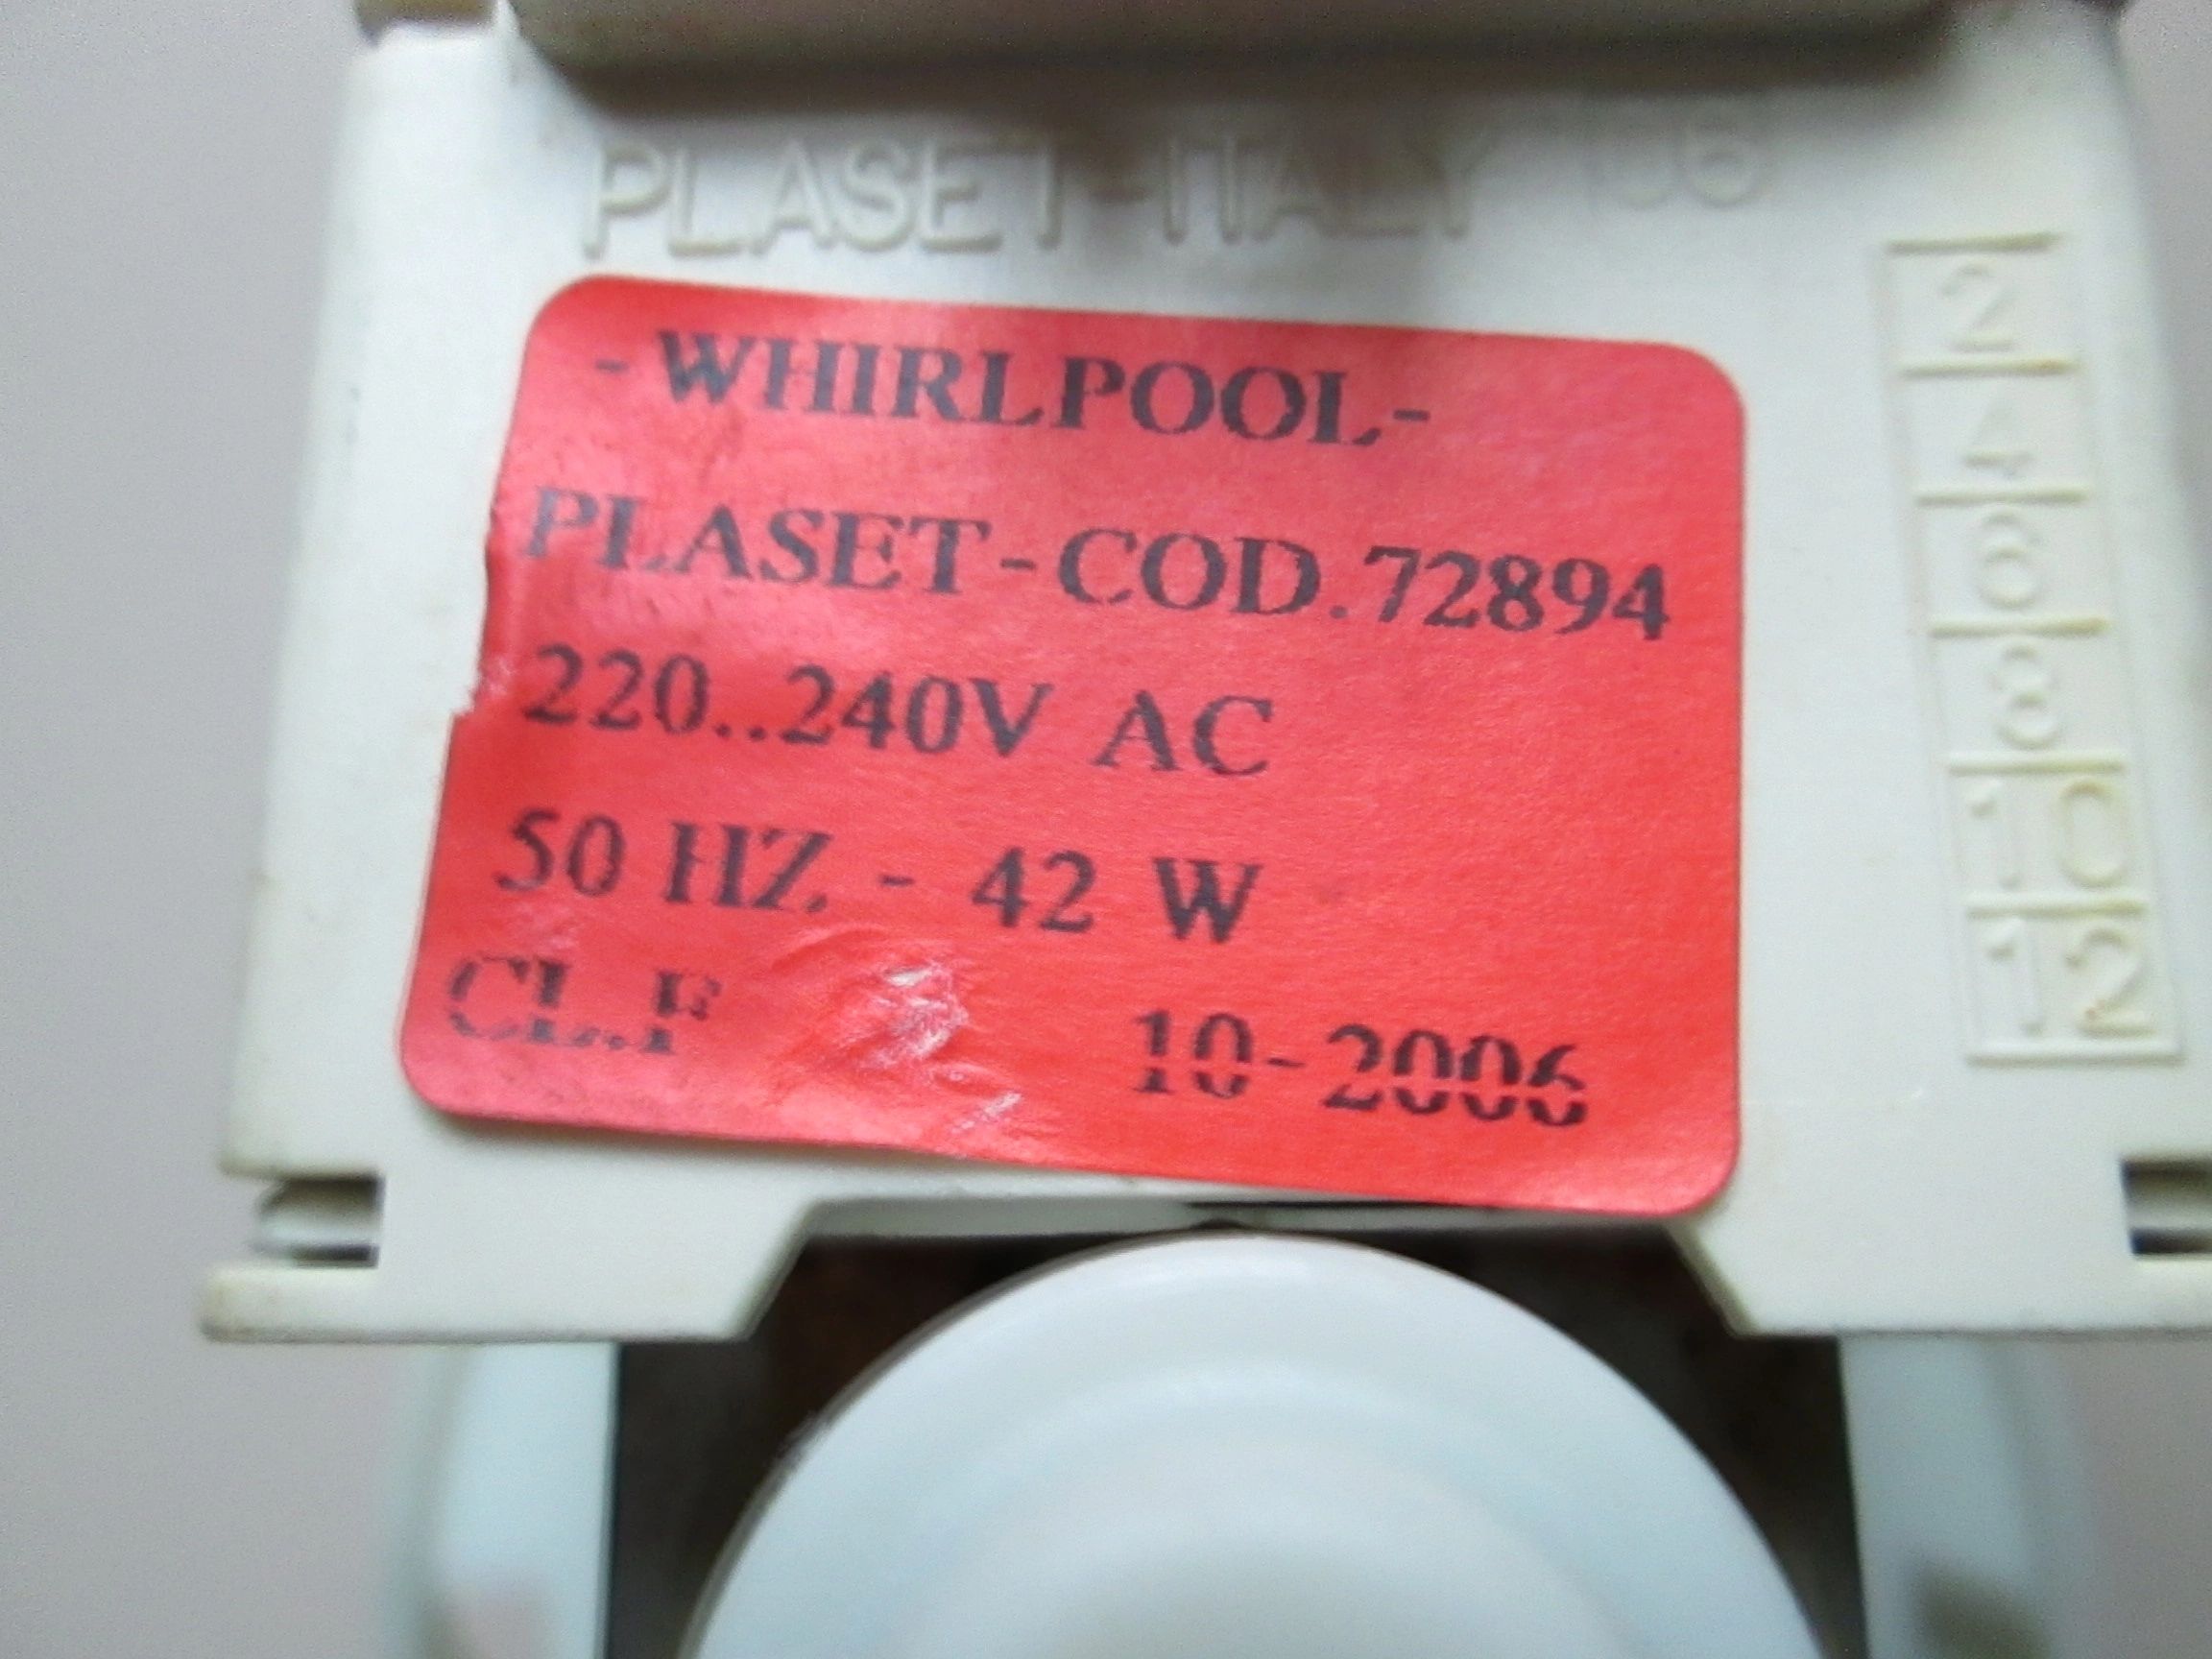 PLASET-ITALY 06
- WHIRLPOOL-
PLASET-COD.72894
220..240V AC
50 HZ - 42 W
CL.F 10-2006
2
4
6
8
10
12